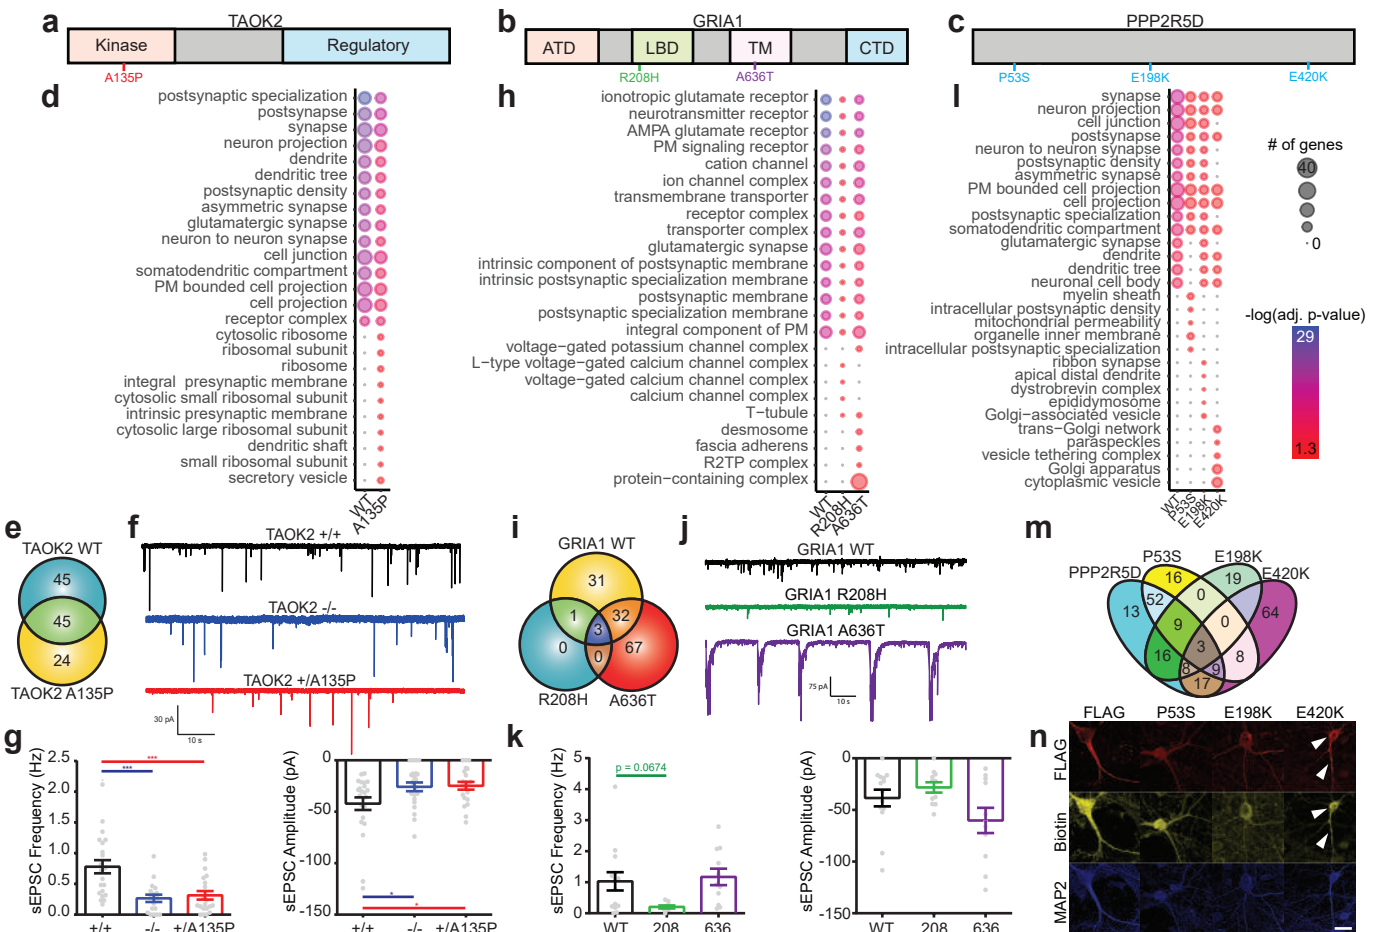 a
TAOK2
Kinase
Regulatory
A135P
b
GRIA1
ATD
LBD
TM
CTD
R208H
A636T
c
PPP2R5D
P53S
E198K
E420K
d
postsynaptic specialization
postsynapse
synapse
neuron projection
dendrite
dendritic tree
postsynaptic density
asymmetric synapse
glutamatergic synapse
neuron to neuron synapse
cell junction
somatodendritic compartment
PM bounded cell projection
cell projection
receptor complex
cytosolic ribosome
ribosomal subunit
ribosome
integral presynaptic membrane
cytosolic small ribosomal subunit
intrinsic presynaptic membrane
cytosolic large ribosomal subunit
dendritic shaft
small ribosomal subunit
secretory vesicle
WT
A135P
h
ionotropic glutamate receptor
neurotransmitter receptor
AMPA glutamate receptor
PM signaling receptor
cation channel
ion channel complex
transmembrane transporter
receptor complex
transporter complex
glutamatergic synapse
intrinsic component of postsynaptic membrane
intrinsic postsynaptic specialization membrane
postsynaptic membrane
postsynaptic specialization membrane
integral component of PM
voltage-gated potassium channel complex
L-type voltage-gated calcium channel complex
voltage-gated calcium channel complex
calcium channel complex
T-tubule
desmosome
fascia adherens
R2TP complex
protein-containing complex
WT
R208H
A636T
l
synapse
neuron projection
cell junction
postsynapse
neuron to neuron synapse
postsynaptic density
asymmetric synapse
PM bounded cell projection
cell projection
postsynaptic specialization
somatodendritic compartment
glutamatergic synapse
dendrite
dendritic tree
neuronal cell body
myelin sheath
intracellular postsynaptic density
mitochondrial permeability
organelle inner membrane
intracellular postsynaptic specialization
ribbon synapse
apical distal dendrite
dystrobrevin complex
epididymosome
Golgi−associated vesicle
trans-Golgi network
paraspeckles
vesicle tethering complex
Golgi apparatus
cytoplasmic vesicle
WT
P53S
E198K
E420K
# of genes
40
0
-log(adj. p-value)
29
1.3
e
TAOK2 WT
45
45
24
TAOK2 A135P
f
TAOK2 +/+
TAOK2 -/-
TAOK2 +/A135P
30 pA
10 s
g
sEPSC Frequency (Hz)
2.5
2.0
1.5
1.0
0.5
0.0
***
***
+/+
-/-
+/A135P
sEPSC Amplitude (pA)
0
-50
-100
-150
*
*
+/+
-/-
+/A135P
i
GRIA1 WT
31
1
32
3
0
0
67
R208H
A636T
j
GRIA1 WT
GRIA1 R208H
GRIA1 A636T
75 pA
10 s
k
sEPSC Frequency (Hz)
5
4
3
2
1
0
p = 0.0674
WT
208
636
sEPSC Amplitude (pA)
0
-50
-100
-150
WT
208
636
m
PPP2R5D
P53S
E198K
E420K
16
0
19
13
52
64
9
0
3
16
8
8
9
17
n
FLAG
P53S
E198K
E420K
FLAG
Biotin
MAP2